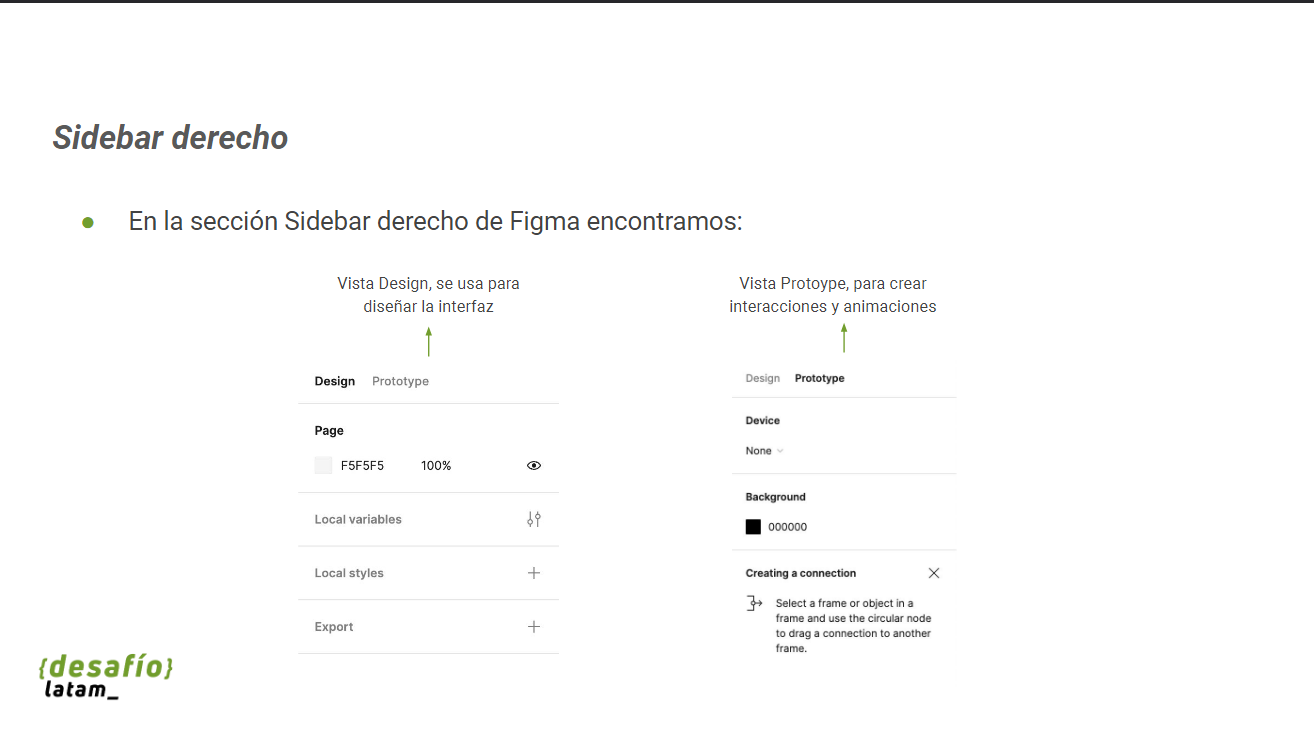 Sidebar derecho
● En la sección Sidebar derecho de Figma encontramos:
Vista Design, se usa para
diseñar la interfaz
Design Prototype
Page
F5F5F5 100%
Local variables
Local styles
Export
Vista Protoype, para crear
interacciones y animaciones
Design Prototype
Device
None
Background
000000
Creating a connection
Select a frame or object in a
frame and use the circular node
to drag a connection to another
frame.
{desafío}
latam_